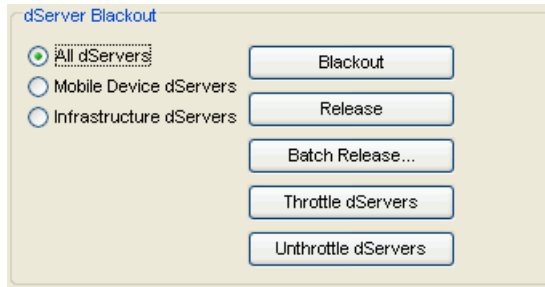 dServer Blackout
All dServers
Mobile Device dServers
Infrastructure dServers
Blackout
Release
Batch Release...
Throttle dServers
Unthrottle dServers